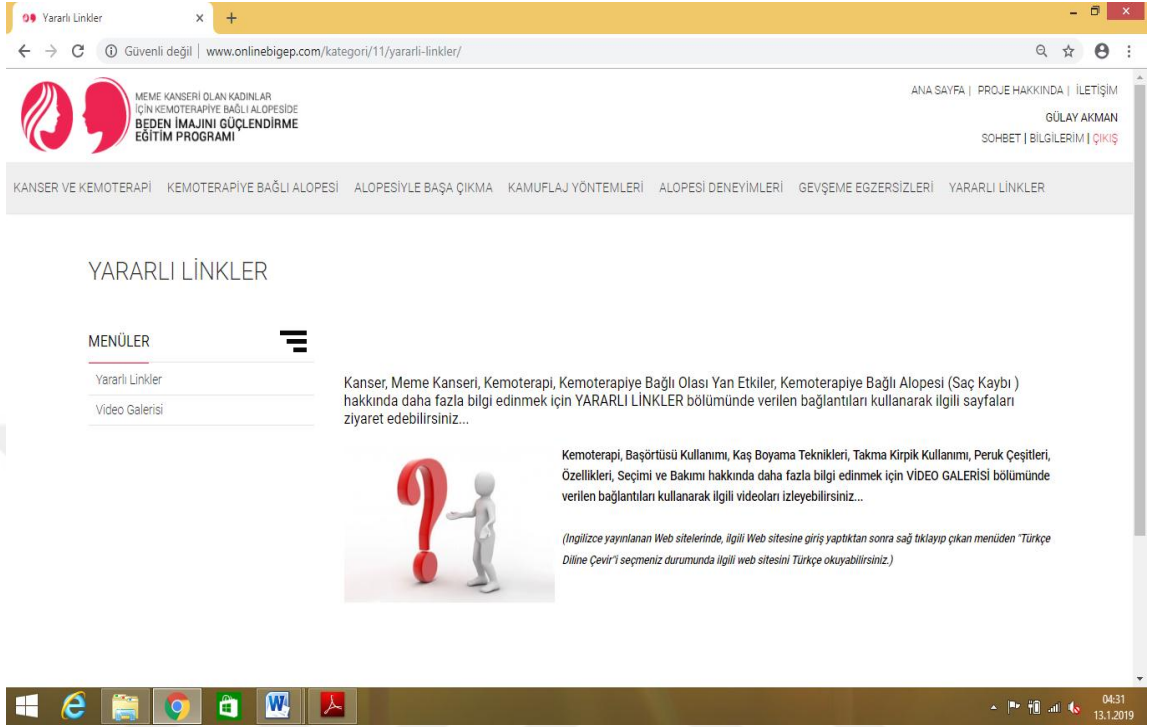 Yararlı Linkler
Güvenli değil | www.onlinebigep.com/kategori/11/yararli-linkler/
MEME KANSERİ OLAN KADINLAR
İÇİN KEMOTERAPİYE BAĞLI ALOPESİDE
BEDEN İMAJINI GÜÇLENDİRME
EĞİTİM PROGRAMI
ANA SAYFA | PROJE HAKKINDA | İLETİŞİM
GÜLAY AKMAN
SOHBET | BİLGİLERİM | ÇIKIŞ
KANSER VE KEMOTERAPİ KEMOTERAPİYE BAĞLI ALOPESİ ALOPESİYLE BAŞA ÇIKMA KAMUFLAJ YÖNTEMLERİ ALOPESİ DENEYİMLERİ GEVŞEME EGZERSİZLERİ YARARLI LİNKLER
YARARLI LİNKLER
MENÜLER
Yararlı Linkler
Video Galerisi
Kanser, Meme Kanseri, Kemoterapi, Kemoterapiye Bağlı Olası Yan Etkiler, Kemoterapiye Bağlı Alopesi (Saç Kaybı )
hakkında daha fazla bilgi edinmek için YARARLI LİNKLER bölümünde verilen bağlantıları kullanarak ilgili sayfaları
ziyaret edebilirsiniz...
Kemoterapi, Başörtüsü Kullanımı, Kaş Boyama Teknikleri, Takma Kirpik Kullanımı, Peruk Çeşitleri,
Özellikleri, Seçimi ve Bakımı hakkında daha fazla bilgi edinmek için VİDEO GALERİSİ bölümünde
verilen bağlantıları kullanarak ilgili videoları izleyebilirsiniz...
(Ingilizce yayınlanan Web sitelerinde, ilgili Web sitesine giriş yaptıktan sonra sağ tıklayıp çıkan menüden "Türkçe
Diline Çevir"i seçmeniz durumunda ilgili web sitesini Türkçe okuyabilirsiniz.)
04:31
13.1.2019